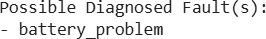 Possible Diagnosed Fault(s):
- battery_problem